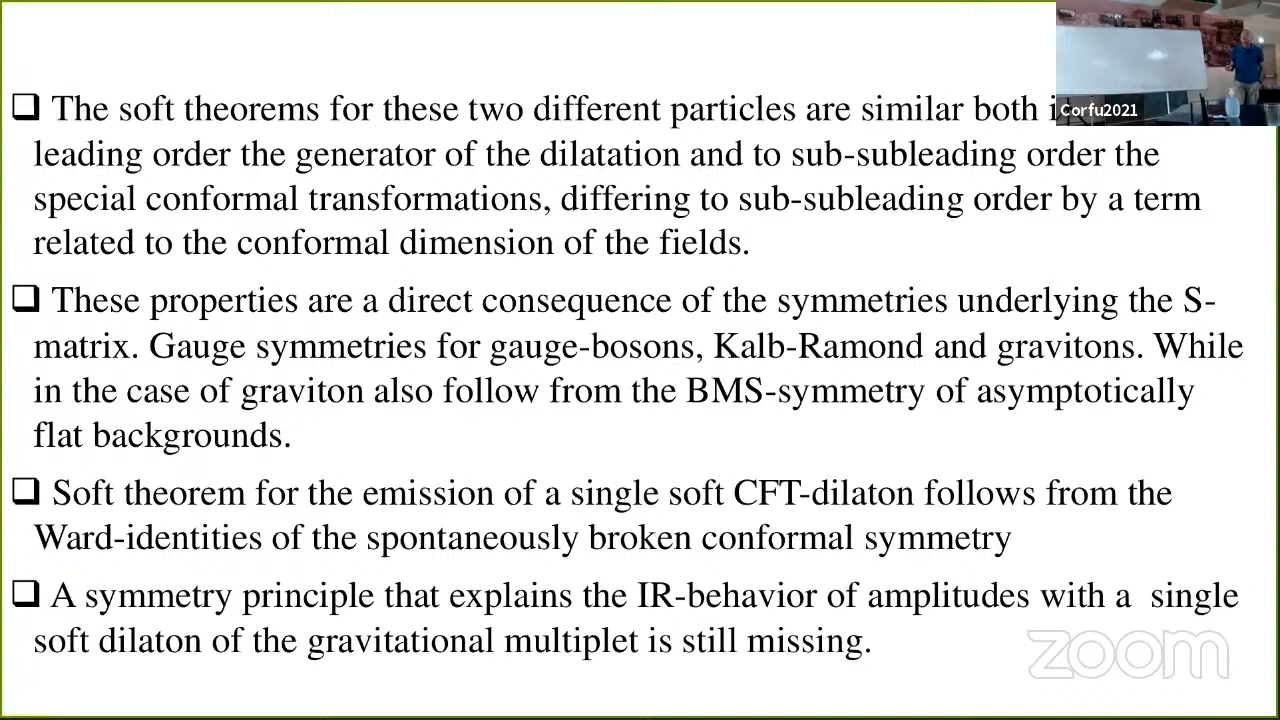 The soft theorems for these two different particles are similar both
leading order the generator of the dilatation and to sub-subleading order the
special conformal transformations, differing to sub-subleading order by a term
related to the conformal dimension of the fields.
These properties are a direct consequence of the symmetries underlying the S-
matrix. Gauge symmetries for gauge-bosons, Kalb-Ramond and gravitons. While
in the case of graviton also follow from the BMS-symmetry of asymptotically
flat backgrounds.
Soft theorem for the emission of a single soft CFT-dilaton follows from the
Ward-identities of the spontaneously broken conformal symmetry
A symmetry principle that explains the IR-behavior of amplitudes with a single
soft dilaton of the gravitational multiplet is still missing.
Corfu2021
zoom